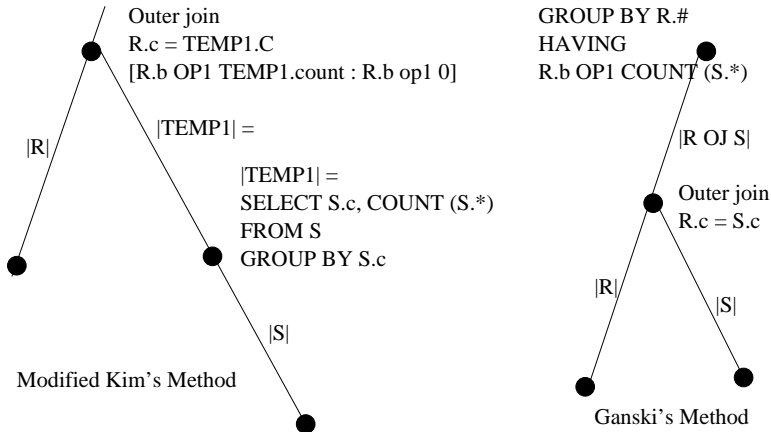 Outer join
R.c = TEMP1.C
[R.b OP1 TEMP1.count : R.b op1 0]
|R|
|TEMP1| =
|TEMP1| =
SELECT S.c, COUNT (S.*)
FROM S
GROUP BY S.c
|S|
Modified Kim's Method
GROUP BY R.#
HAVING
R.b OP1 COUNT (S.*)
|R OJ S|
Outer join
R.c = S.c
|R|
|S|
Ganski's Method